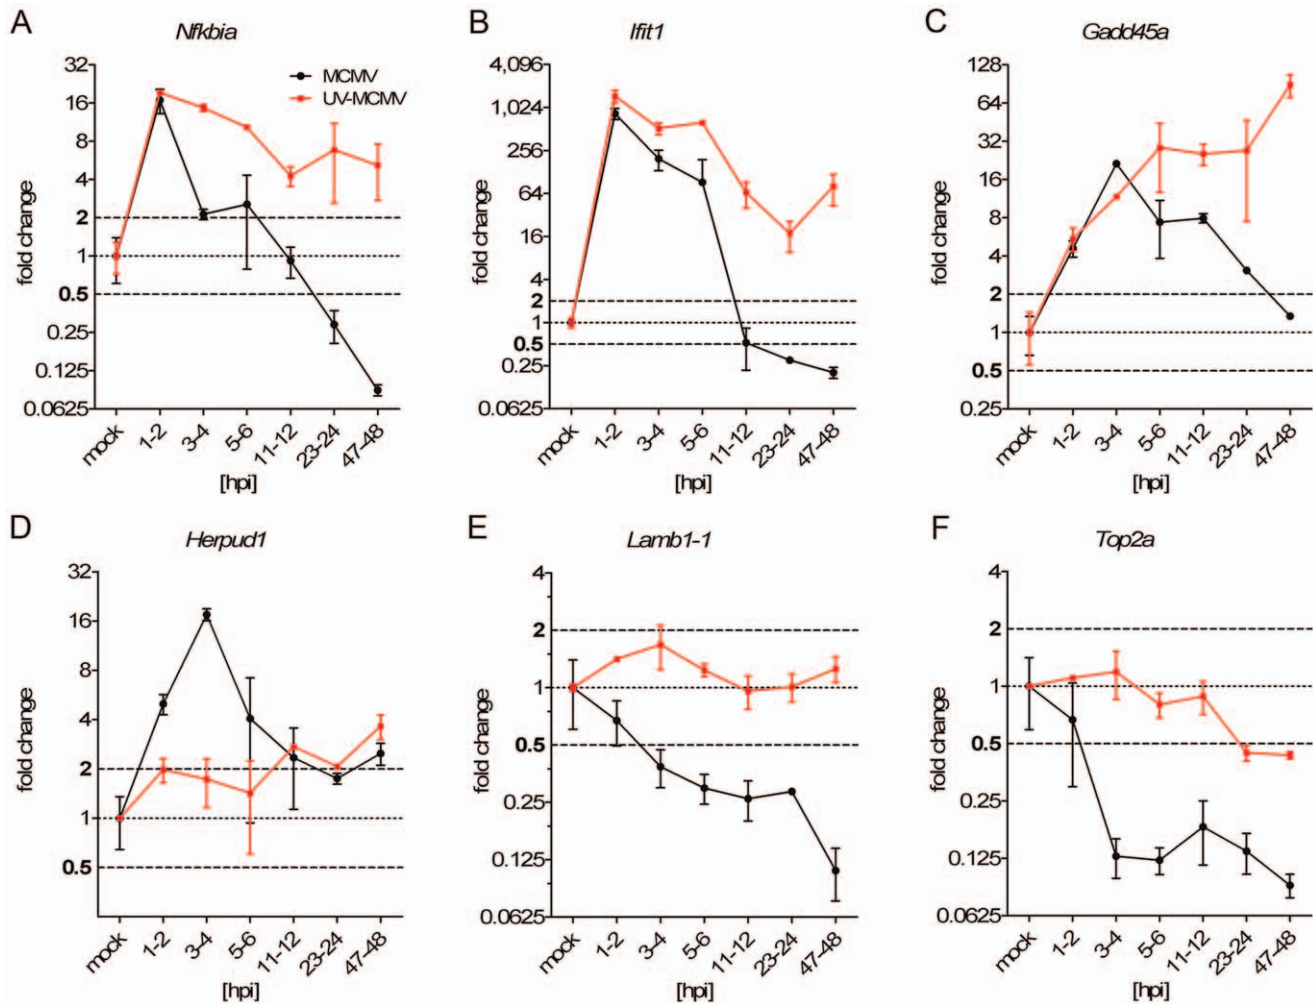 A
Nfkbia
32
16
8
4
2
1
0.5
0.25
0.125
0.0625
fold change
MCMV
UV-MCMV
mock
1-2
3-4
5-6
11-12
23-24
47-48
[hpi]
B
Ifit1
4,096
1,024
256
64
16
4
2
1
0.5
0.25
0.0625
fold change
mock
1-2
3-4
5-6
11-12
23-24
47-48
[hpi]
C
Gadd45a
128
64
32
16
8
4
2
1
0.5
0.25
fold change
mock
1-2
3-4
5-6
11-12
23-24
47-48
[hpi]
D
Herpud1
32
16
8
4
2
1
0.5
fold change
mock
1-2
3-4
5-6
11-12
23-24
47-48
[hpi]
E
Lamb1-1
4
2
1
0.5
0.25
0.125
0.0625
fold change
mock
1-2
3-4
5-6
11-12
23-24
47-48
[hpi]
F
Top2a
4
2
1
0.5
0.25
0.125
0.0625
fold change
mock
1-2
3-4
5-6
11-12
23-24
47-48
[hpi]